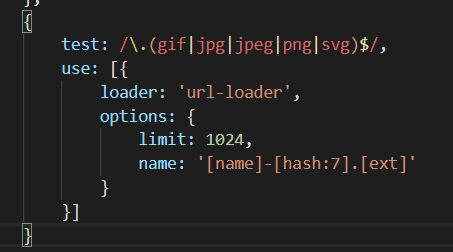 },
{
    test: /\.(gif|jpg|jpeg|png|svg)$/,
    use: [{
        loader: 'url-loader',
        options: {
            limit: 1024,
            name: '[name]-[hash:7].[ext]'
        }
    }]
}